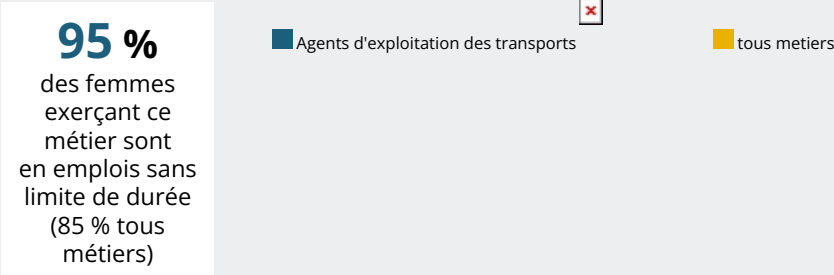 95 %
des femmes
exerçant ce
métier sont
en emplois sans
limite de durée
(85 % tous
métiers)
Agents d'exploitation des transports
tous metiers